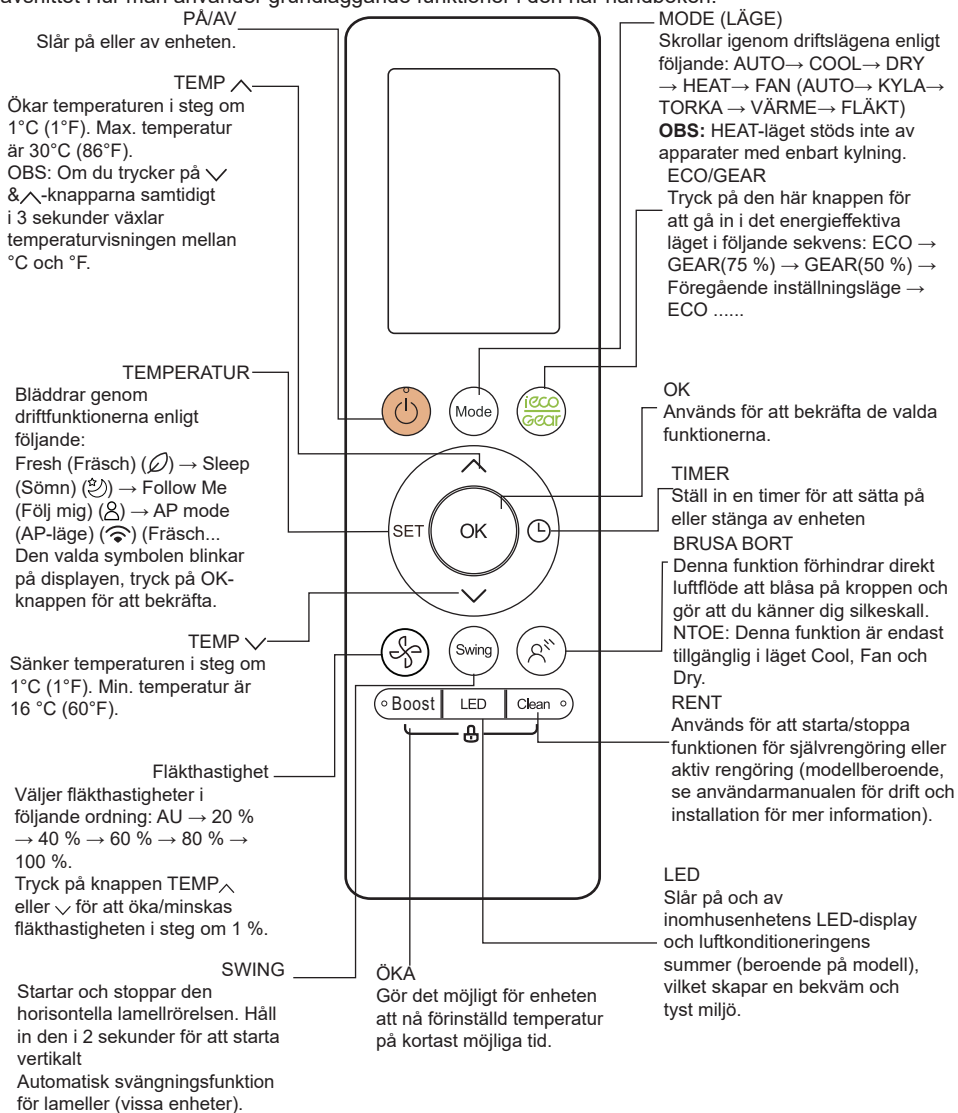 avsnittet Hur man använder grundläggande funktioner i den här handboken.
PÅ/AV
Slår på eller av enheten.
TEMP
Ökar temperaturen i steg om
1°C (1°F). Max. temperatur
är 30°C (86°F).
OBS: Om du trycker på
& -knapparna samtidigt
i 3 sekunder växlar
temperaturvisningen mellan
°C och °F.
TEMPERATUR
Bläddrar genom
driftfunktionerna enligt
följande:
Fresh (Fräsch) ( ) → Sleep
(Sömn) ( ) → Follow Me
(Följ mig) ( ) → AP mode
(AP-läge) ( ) (Fräsch...
Den valda symbolen blinkar
på displayen, tryck på OK-
knappen för att bekräfta.
TEMP
Sänker temperaturen i steg om
1°C (1°F). Min. temperatur är
16 °C (60°F).
Fläkthastighet
Väljer fläkthastigheter i
följande ordning: AU → 20 %
→ 40 % → 60 % → 80 % →
100 %.
Tryck på knappen TEMP
eller för att öka/minskas
fläkthastigheten i steg om 1 %.
SWING
Startar och stoppar den
horisontella lamellrörelsen. Håll
in den i 2 sekunder för att starta
vertikalt
Automatisk svängningsfunktion
för lameller (vissa enheter).
Mode
ieco
Gear
SET
OK
Swing
Boost
LED
Clean
ÖKA
Gör det möjligt för enheten
att nå förinställd temperatur
på kortast möjliga tid.
MODE (LÄGE)
Skrollar igenom driftslägena enligt
följande: AUTO→ COOL→ DRY
→ HEAT→ FAN (AUTO→ KYLA→
TORKA → VÄRME→ FLÄKT)
OBS: HEAT-läget stöds inte av
apparater med enbart kylning.
ECO/GEAR
Tryck på den här knappen för
att gå in i det energieffektiva
läget i följande sekvens: ECO →
GEAR(75 %) → GEAR(50 %) →
Föregående inställningsläge →
ECO ......
OK
Används för att bekräfta de valda
funktionerna.
TIMER
Ställ in en timer för att sätta på
eller stänga av enheten
BRUSA BORT
Denna funktion förhindrar direkt
luftflöde att blåsa på kroppen och
gör att du känner dig silkeskall.
NTOE: Denna funktion är endast
tillgänglig i läget Cool, Fan och
Dry.
RENT
Används för att starta/stoppa
funktionen för självrengöring eller
aktiv rengöring (modellberoende,
se användarmanualen för drift och
installation för mer information).
LED
Slår på och av
inomhusenhetens LED-display
och luftkonditioneringens
summer (beroende på modell),
vilket skapar en bekväm och
tyst miljö.